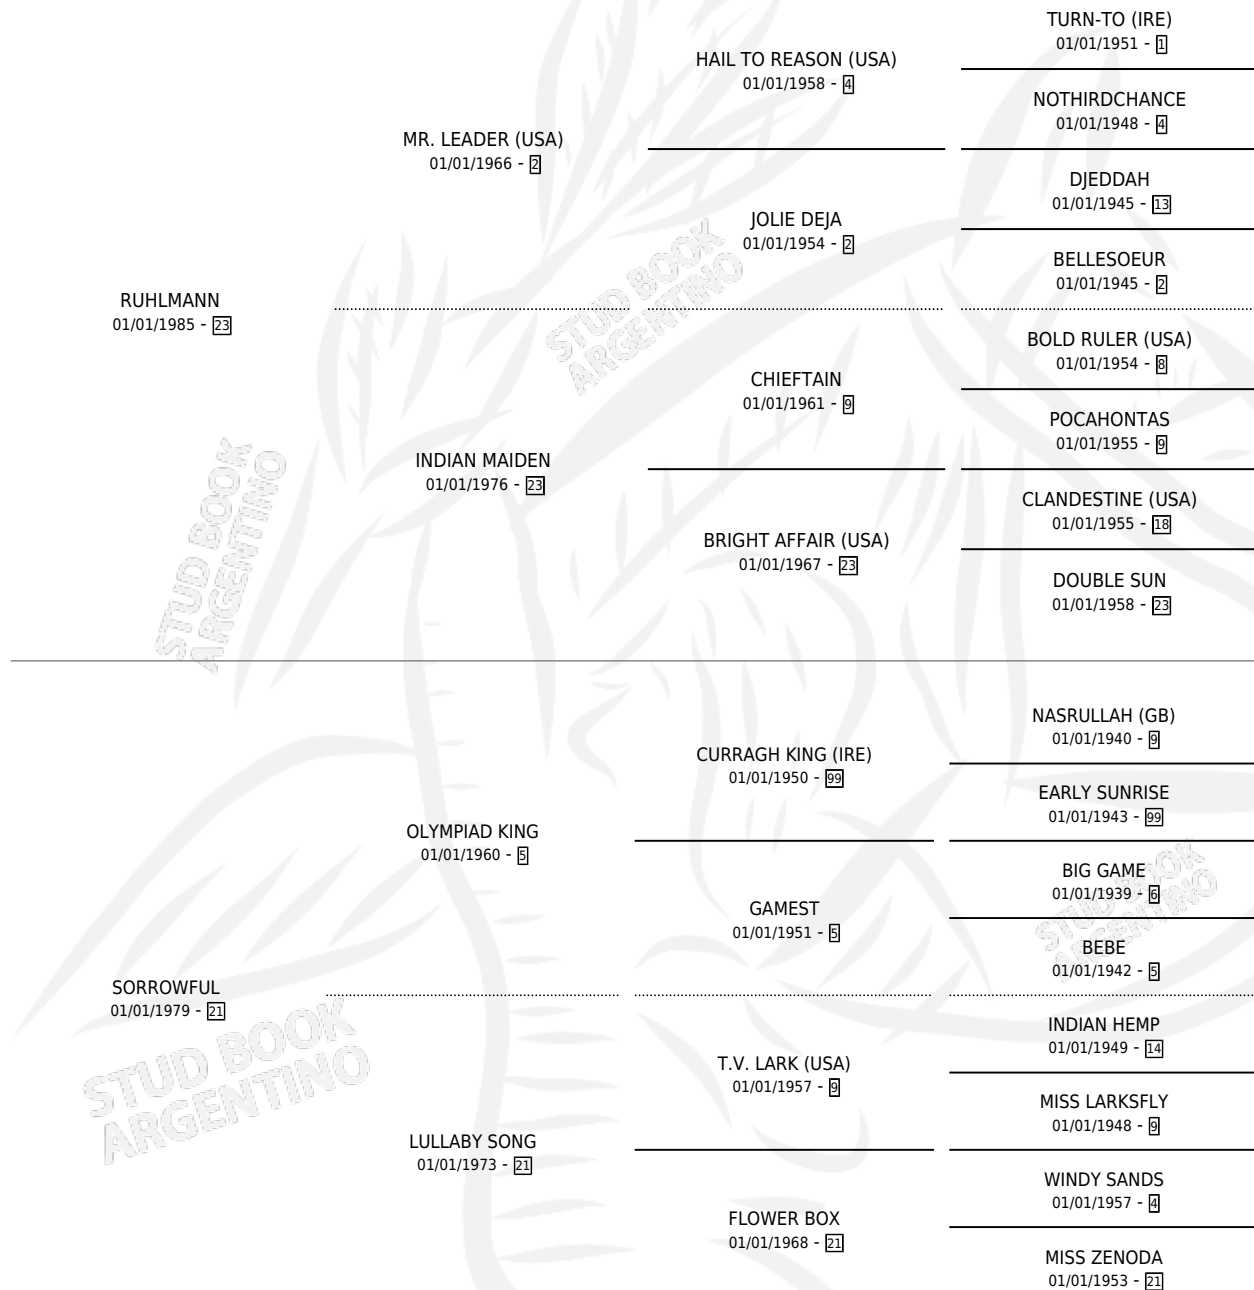 RUHLMANN
01/01/1985 - 23
MR. LEADER (USA)
01/01/1966 - 2
HAIL TO REASON (USA)
01/01/1958 - 4
TURN-TO (IRE)
01/01/1951 - 1
NOTHIRDCHANCE
01/01/1948 - 4
JOLIE DEJA
01/01/1954 - 2
DJEDDAH
01/01/1945 - 13
BELLESOEUR
01/01/1945 - 2
INDIAN MAIDEN
01/01/1976 - 23
CHIEFTAIN
01/01/1961 - 9
BOLD RULER (USA)
01/01/1954 - 8
POCAHONTAS
01/01/1955 - 9
BRIGHT AFFAIR (USA)
01/01/1967 - 23
CLANDESTINE (USA)
01/01/1955 - 18
DOUBLE SUN
01/01/1958 - 23
SORROWFUL
01/01/1979 - 21
OLYMPIAD KING
01/01/1960 - 5
CURRAGH KING (IRE)
01/01/1950 - 99
NASRULLAH (GB)
01/01/1940 - 9
EARLY SUNRISE
01/01/1943 - 99
GAMEST
01/01/1951 - 5
BIG GAME
01/01/1939 - 6
BEBE
01/01/1942 - 5
LULLABY SONG
01/01/1973 - 21
T.V. LARK (USA)
01/01/1957 - 9
INDIAN HEMP
01/01/1949 - 14
MISS LARKSFLY
01/01/1948 - 9
FLOWER BOX
01/01/1968 - 21
WINDY SANDS
01/01/1957 - 4
MISS ZENODA
01/01/1953 - 21
STUD BOOK
ARGENTINO
STUD BOOK
ARGENTINO
STUD BOOK
ARGENTINO
STUD BOOK
ARGENTINO